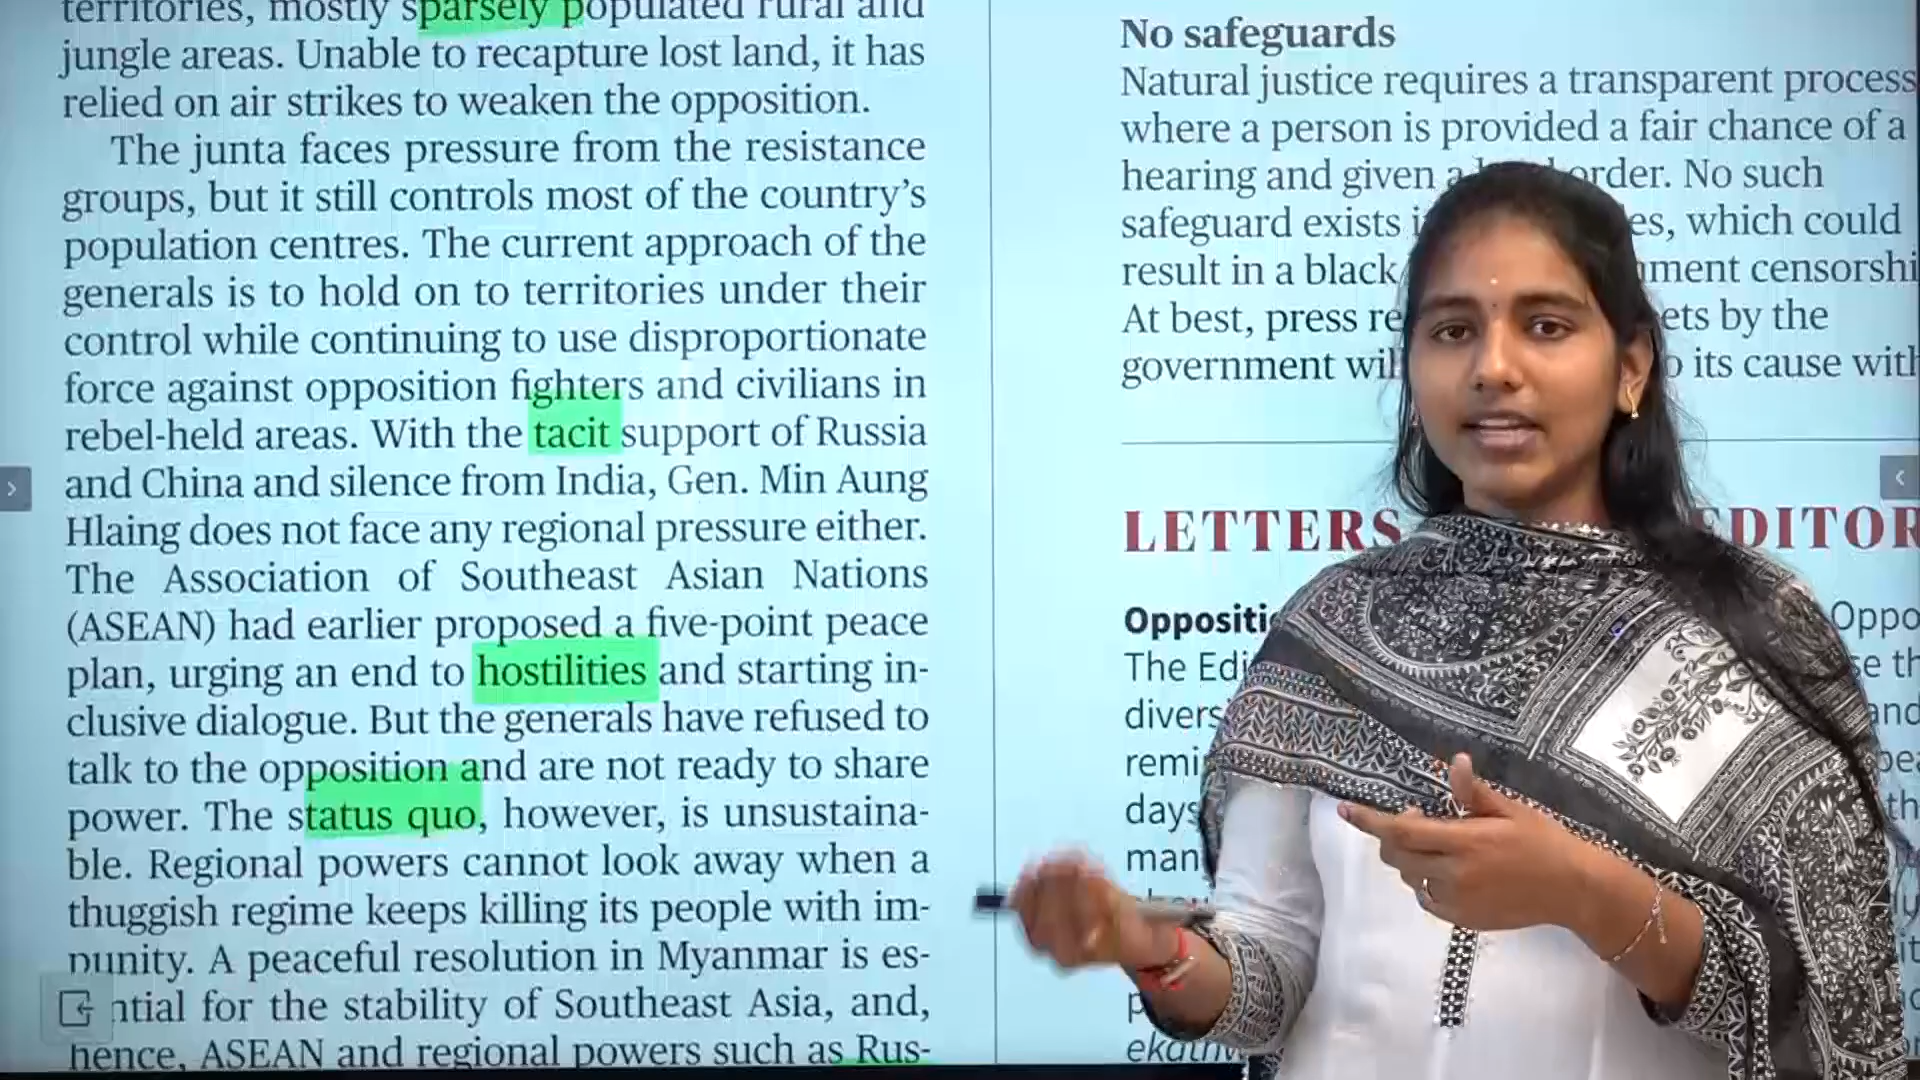 territories, mostly sparsely populated rural and
jungle areas. Unable to recapture lost land, it has
relied on air strikes to weaken the opposition.
The junta faces pressure from the resistance
groups, but it still controls most of the country's
population centres. The current approach of the
generals is to hold on to territories under their
control while continuing to use disproportionate
force against opposition fighters and civilians in
rebel-held areas. With the tacit support of Russia
and China and silence from India, Gen. Min Aung
Hlaing does not face any regional pressure either.
The Association of Southeast Asian Nations
(ASEAN) had earlier proposed a five-point peace
plan, urging an end to hostilities and starting in-
clusive dialogue. But the generals have refused to
talk to the opposition and are not ready to share
power. The status quo, however, is unsustaina-
ble. Regional powers cannot look away when a
thuggish regime keeps killing its people with im-
punity. A peaceful resolution in Myanmar is es-
ntial for the stability of Southeast Asia, and,
hence, ASEAN and regional powers such as Rus-
No safeguards
Natural justice requires a transparent process
where a person is provided a fair chance of a
hearing and given a order. No such
safeguard exists es, which could
result in a black ment censorshi
At best, press re ets by the
government wil its cause with
LETTERS EDITOR
The Edi